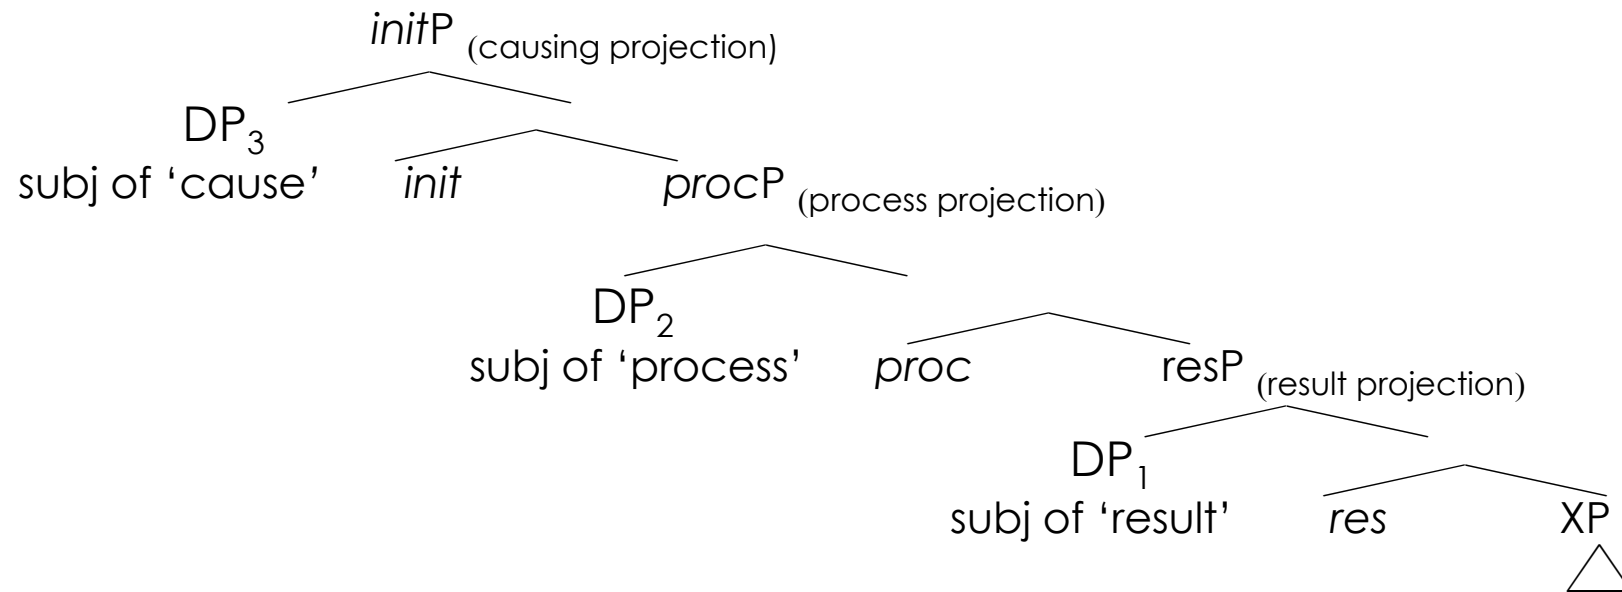 initP (causing projection)
DP₃
subj of ‘cause’ init procP (process projection)
DP₂
subj of ‘process’ proc resP (result projection)
DP₁
subj of ‘result’ res XP